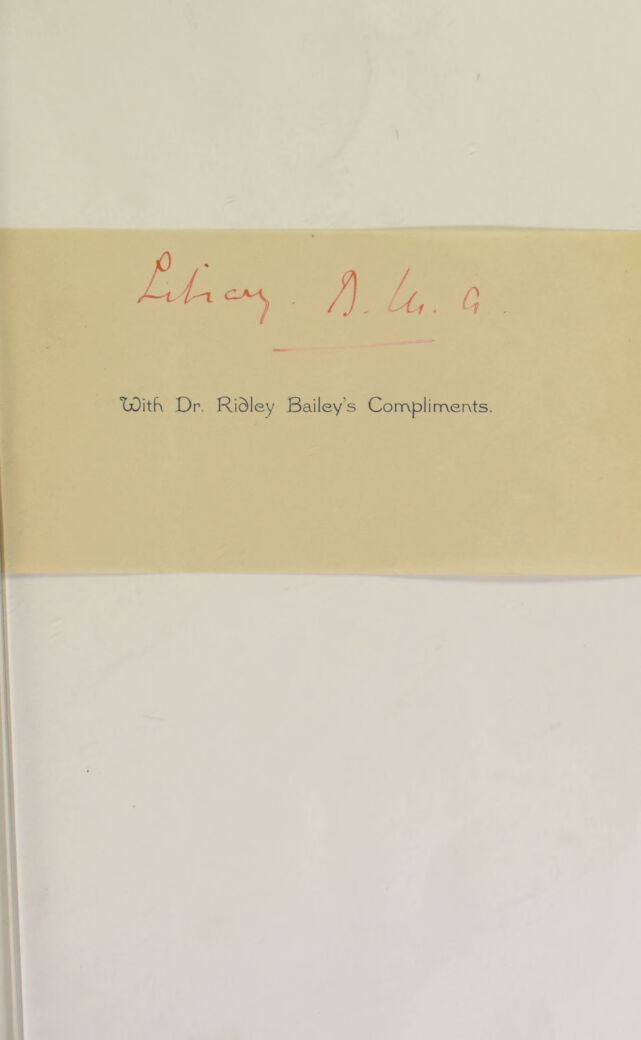 Library. B. M. A.
With Dr. Ridley Bailey's Compliments.